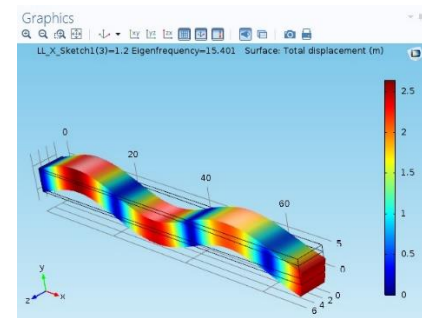 Graphics
LL_X_Sketch1(3)=1.2 Eigenfrequency=15.401 Surface: Total displacement (m)
0
20
40
60
5
0
6 4 2 0
2.5
2
1.5
1
0.5
0
y
z
x